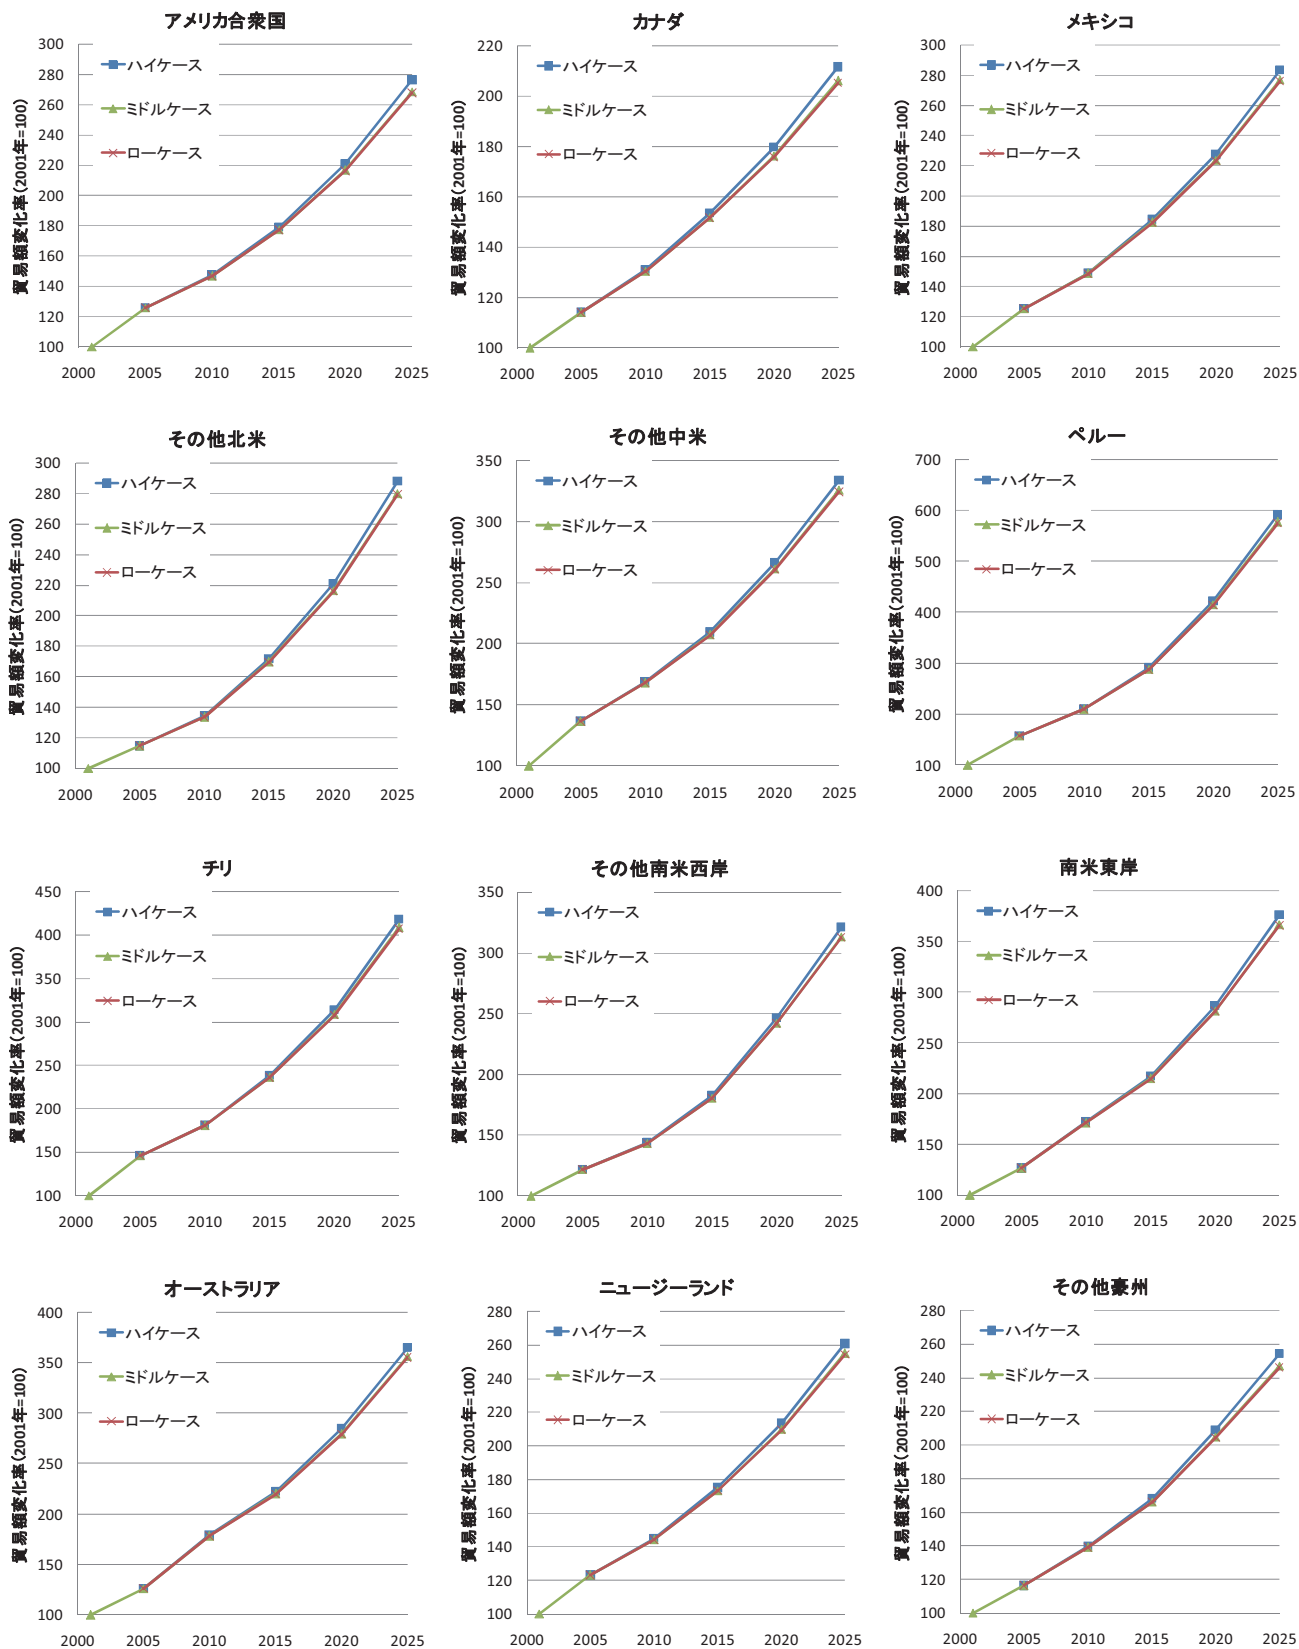 アメリカ合衆国
貿易額変化率(2001年=100)
300
280
260
240
220
200
180
160
140
120
100
ハイケース
ミドルケース
ローケース
2000 2005 2010 2015 2020 2025
カナダ
貿易額変化率(2001年=100)
220
200
180
160
140
120
100
ハイケース
ミドルケース
ローケース
2000 2005 2010 2015 2020 2025
メキシコ
貿易額変化率(2001年=100)
300
280
260
240
220
200
180
160
140
120
100
ハイケース
ミドルケース
ローケース
2000 2005 2010 2015 2020 2025
その他北米
貿易額変化率(2001年=100)
300
280
260
240
220
200
180
160
140
120
100
ハイケース
ミドルケース
ローケース
2000 2005 2010 2015 2020 2025
その他中米
貿易額変化率(2001年=100)
350
300
250
200
150
100
ハイケース
ミドルケース
ローケース
2000 2005 2010 2015 2020 2025
ペルー
貿易額変化率(2001年=100)
700
600
500
400
300
200
100
ハイケース
ミドルケース
ローケース
2000 2005 2010 2015 2020 2025
チリ
貿易額変化率(2001年=100)
450
400
350
300
250
200
150
100
ハイケース
ミドルケース
ローケース
2000 2005 2010 2015 2020 2025
その他南米西岸
貿易額変化率(2001年=100)
350
300
250
200
150
100
ハイケース
ミドルケース
ローケース
2000 2005 2010 2015 2020 2025
南米東岸
貿易額変化率(2001年=100)
400
350
300
250
200
150
100
ハイケース
ミドルケース
ローケース
2000 2005 2010 2015 2020 2025
オーストラリア
貿易額変化率(2001年=100)
400
350
300
250
200
150
100
ハイケース
ミドルケース
ローケース
2000 2005 2010 2015 2020 2025
ニュージーランド
貿易額変化率(2001年=100)
280
260
240
220
200
180
160
140
120
100
ハイケース
ミドルケース
ローケース
2000 2005 2010 2015 2020 2025
その他豪州
貿易額変化率(2001年=100)
280
260
240
220
200
180
160
140
120
100
ハイケース
ミドルケース
ローケース
2000 2005 2010 2015 2020 2025